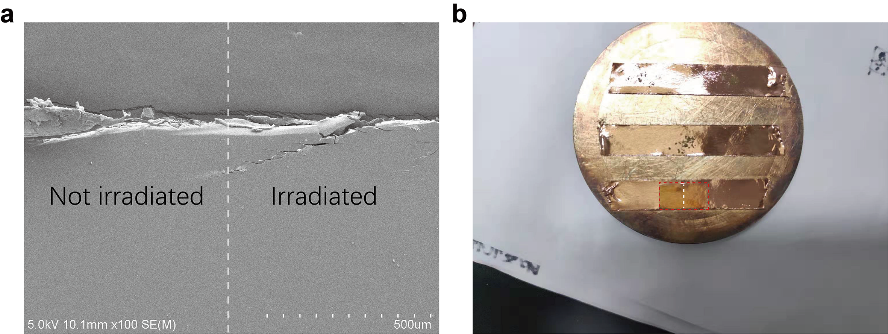 a
b
Not irradiated
Irradiated
5.0kV 10.1mm x100 SE(M)
500um